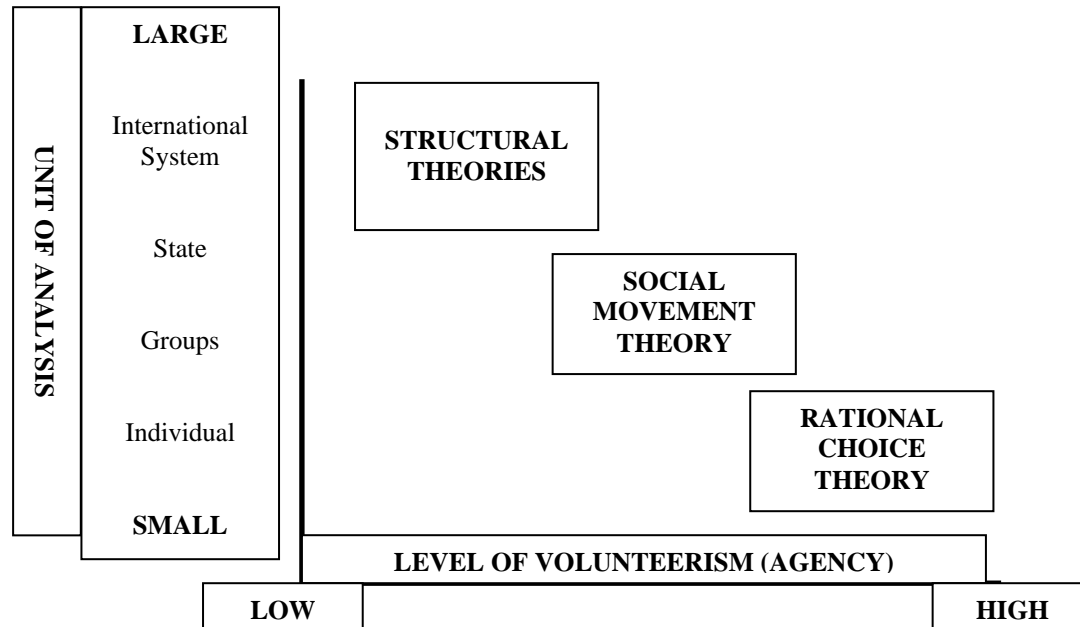 LARGE
International
System
State
Groups
Individual
SMALL
UNIT OF ANALYSIS
STRUCTURAL
THEORIES
SOCIAL
MOVEMENT
THEORY
RATIONAL
CHOICE
THEORY
LEVEL OF VOLUNTEERISM (AGENCY)
LOW
HIGH